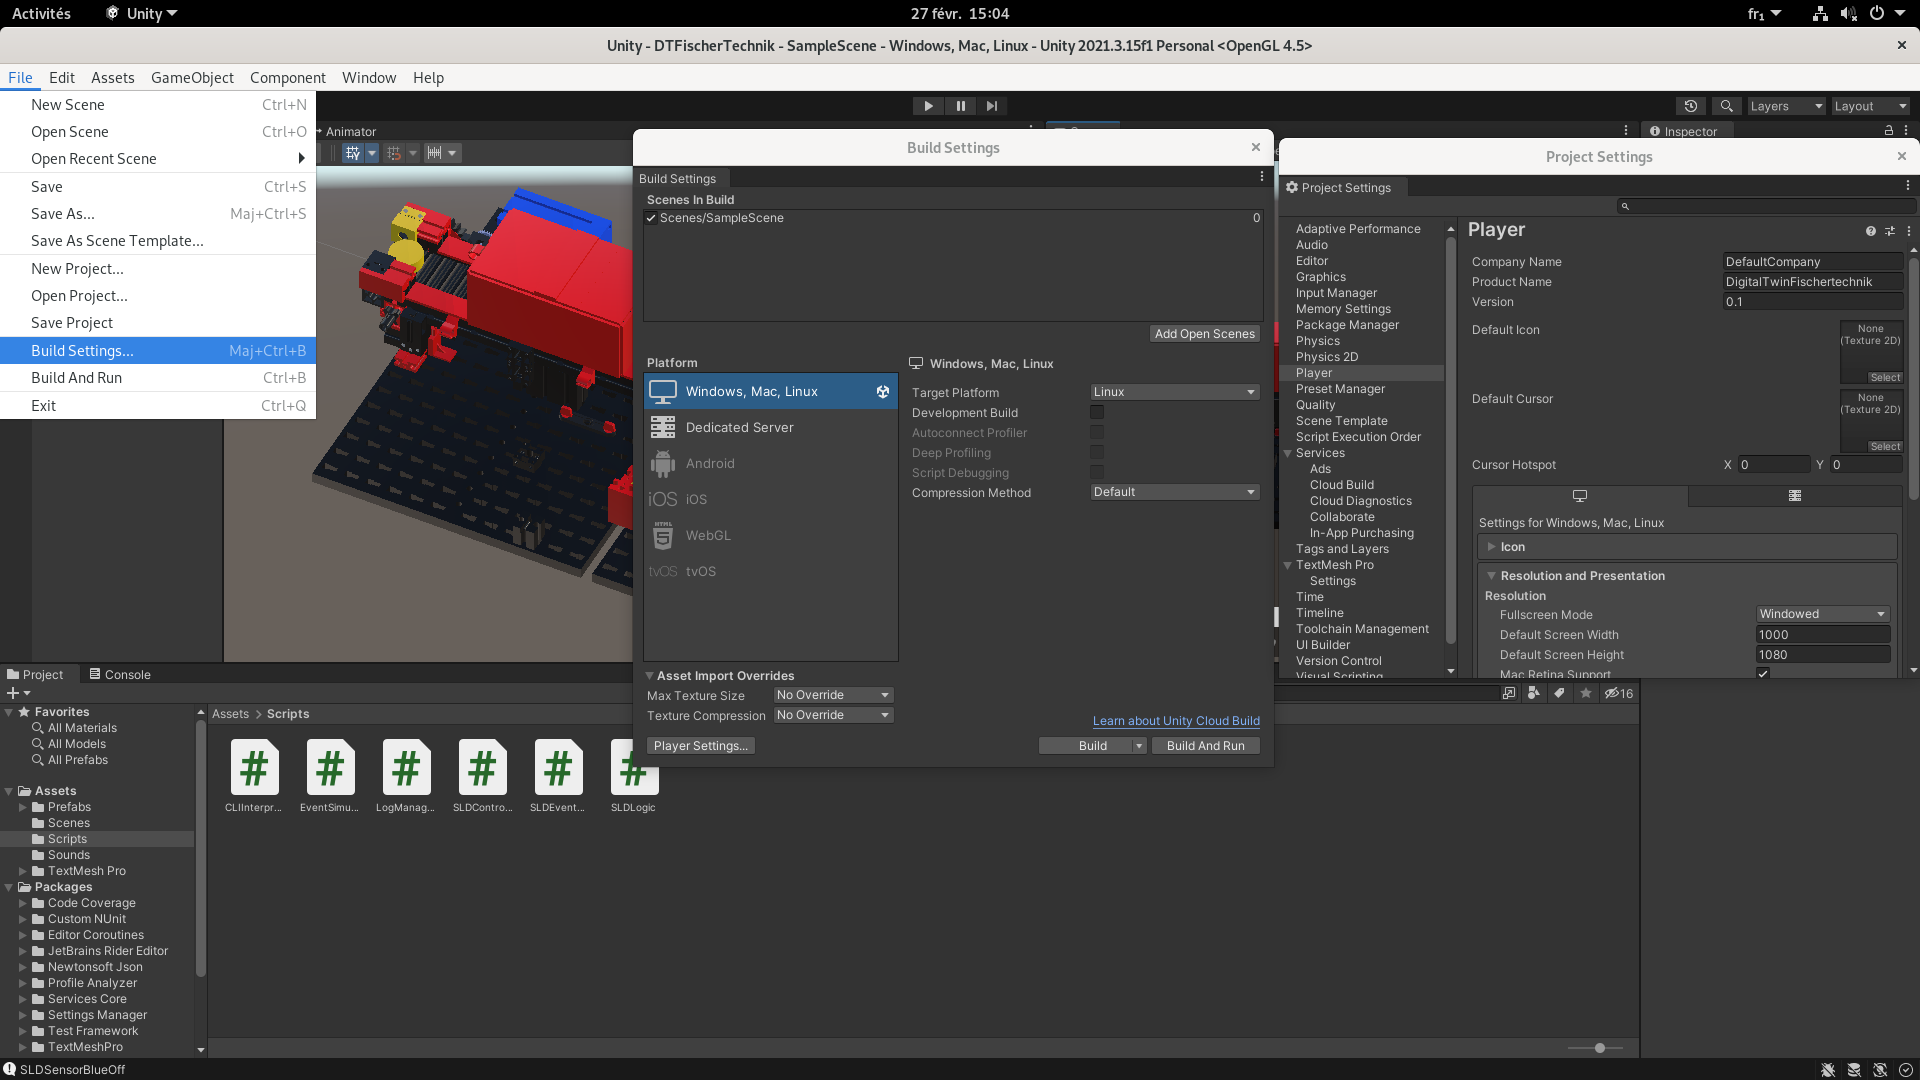 Activités
Unity
27 févr. 15:04
fr₁
Unity - DTFischerTechnik - SampleScene - Windows, Mac, Linux - Unity 2021.3.15f1 Personal <OpenGL 4.5>
File Edit Assets GameObject Component Window Help
New Scene Ctrl+N
Open Scene Ctrl+O
Open Recent Scene
Save Ctrl+S
Save As... Maj+Ctrl+S
Save As Scene Template...
New Project...
Open Project...
Save Project
Build Settings... Maj+Ctrl+B
Build And Run Ctrl+B
Exit Ctrl+Q
Layers
Layout
Animator
Inspector
Build Settings
Build Settings
Scenes In Build
Scenes/SampleScene 0
Add Open Scenes
Platform
Windows, Mac, Linux
Dedicated Server
Android
iOS iOS
WebGL
tvOS tvOS
Windows, Mac, Linux
Target Platform Linux
Development Build
Autoconnect Profiler
Deep Profiling
Script Debugging
Compression Method Default
Asset Import Overrides
Max Texture Size No Override
Texture Compression No Override
Learn about Unity Cloud Build
Player Settings...
Build
Build And Run
Project Settings
Project Settings
Adaptive Performance
Audio
Editor
Graphics
Input Manager
Memory Settings
Package Manager
Physics
Physics 2D
Player
Preset Manager
Quality
Scene Template
Script Execution Order
Services
Ads
Cloud Build
Cloud Diagnostics
Collaborate
In-App Purchasing
Tags and Layers
TextMesh Pro
Settings
Time
Timeline
Toolchain Management
UI Builder
Version Control
Visual Scripting
Player
Company Name DefaultCompany
Product Name DigitalTwinFischertechnik
Version 0.1
Default Icon
None
(Texture 2D)
Select
Default Cursor
None
(Texture 2D)
Select
Cursor Hotspot X 0 Y 0
Settings for Windows, Mac, Linux
Icon
Resolution and Presentation
Resolution
Fullscreen Mode Windowed
Default Screen Width 1000
Default Screen Height 1080
Mac Retina Support
Project
Console
16
Favorites
All Materials
All Models
All Prefabs
Assets
Prefabs
Scenes
Scripts
Sounds
TextMesh Pro
Packages
Code Coverage
Custom NUnit
Editor Coroutines
JetBrains Rider Editor
Newtonsoft Json
Profile Analyzer
Services Core
Settings Manager
Test Framework
TextMeshPro
Assets > Scripts
CLIInterpr...
EventSimu...
LogManag...
SLDContro...
SLDEvent...
SLDLogic
SLDSensorBlueOff